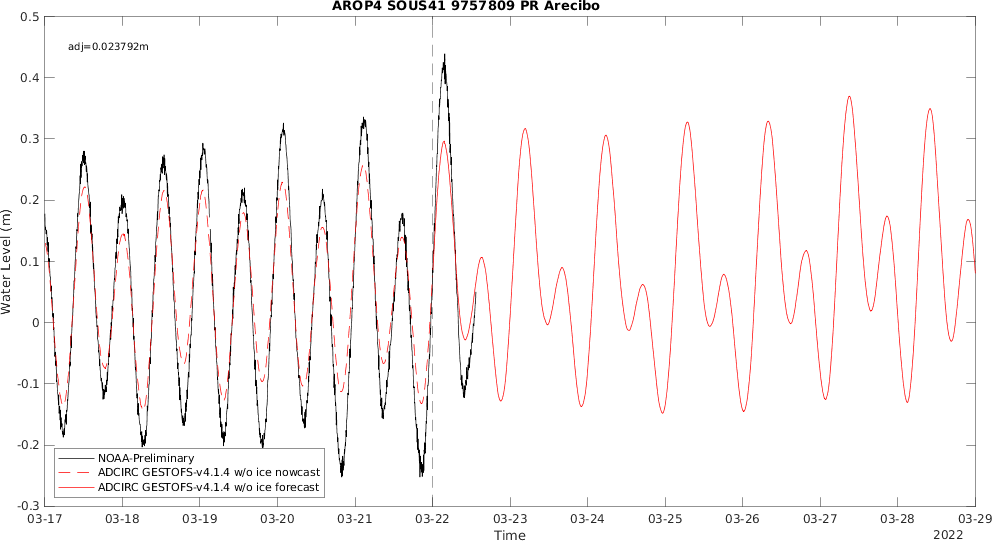 AROP4 SOUS41 9757809 PR Arecibo
adj=0.023792m
0.5
0.4
0.3
0.2
0.1
0
-0.1
-0.2
-0.3
Water Level (m)
NOAA-Preliminary
ADCIRC GESTOFS-v4.1.4 w/o ice nowcast
ADCIRC GESTOFS-v4.1.4 w/o ice forecast
03-17 03-18 03-19 03-20 03-21 03-22 03-23 03-24 03-25 03-26 03-27 03-28 03-29
Time
2022